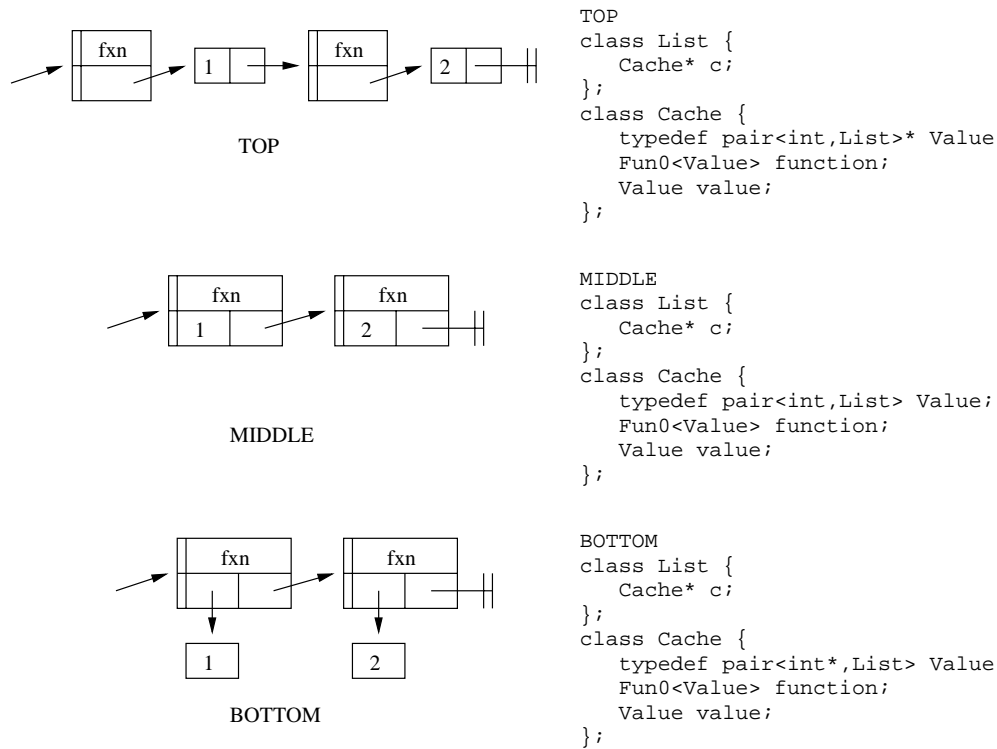 fxn
1
fxn
2
TOP
TOP
class List {
Cache* c;
};
class Cache {
typedef pair<int,List>* Value
Fun0<Value> function;
Value value;
};
fxn
fxn
1
2
MIDDLE
MIDDLE
class List {
Cache* c;
};
class Cache {
typedef pair<int,List> Value;
Fun0<Value> function;
Value value;
};
fxn
fxn
1
2
BOTTOM
BOTTOM
class List {
Cache* c;
};
class Cache {
typedef pair<int*,List> Value
Fun0<Value> function;
Value value;
};